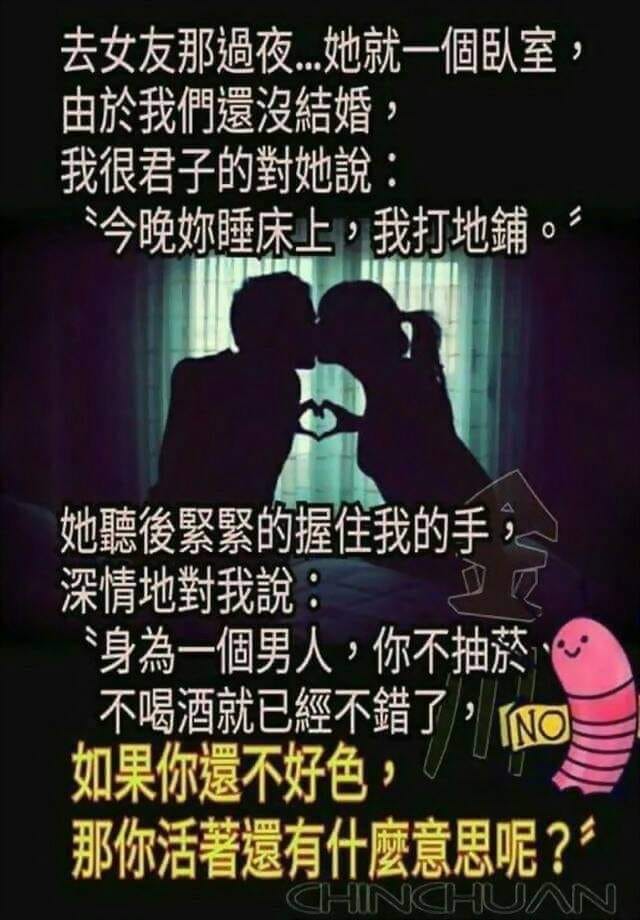 去女友那過夜...她就一個臥室，
由於我們還沒結婚，
我很君子的對她說：
〝今晚妳睡床上，我打地鋪。〞
她聽後緊緊的握住我的手，
深情地對我說：
〝身為一個男人，你不抽菸、
不喝酒就已經不錯了，
NO
如果你還不好色，
那你活著還有什麼意思呢？〞
金川
CHINCHUAN